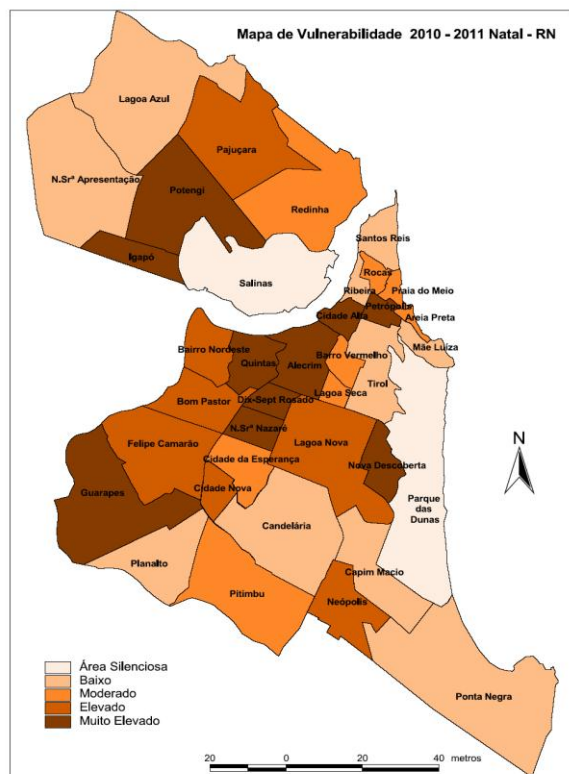 Mapa de Vulnerabilidade 2010 - 2011 Natal - RN
Lagoa Azul
Pajuçara
N.Srª Apresentação
Potengi
Redinha
Igapó
Salinas
Santos Reis
Rocas
Ribeira
Praia do Meio
Petrópolis
Cidade Alta
Areia Preta
Mãe Luíza
Bairro Nordeste
Quintas
Alecrim
Barro Vermelho
Tirol
Bom Pastor
Dix-Sept Rosado
Lagoa Seca
N.Srª Nazaré
Felipe Camarão
Lagoa Nova
Cidade da Esperança
Nova Descoberta
Guarapes
Cidade Nova
Parque
das
Dunas
Candelária
Planalto
Capim Macio
Pitimbu
Neópolis
Ponta Negra
N
Área Silenciosa
Baixo
Moderado
Elevado
Muito Elevado
20 0 20 40 metros